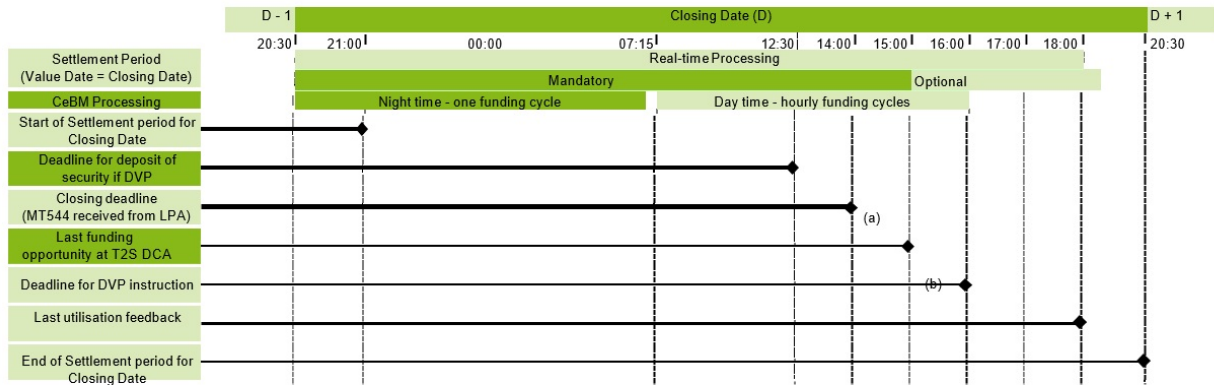 D - 1 Closing Date (D) D + 1
20:30 21:00 00:00 07:15 12:30 14:00 15:00 16:00 17:00 18:00 20:30
Settlement Period
(Value Date = Closing Date)
Real-time Processing
Mandatory Optional
CeBM Processing Night time - one funding cycle Day time - hourly funding cycles
Start of Settlement period for
Closing Date
Deadline for deposit of
security if DVP
Closing deadline
(MT544 received from LPA)
(a)
Last funding
opportunity at T2S DCA
Deadline for DVP instruction (b)
Last utilisation feedback
End of Settlement period for
Closing Date